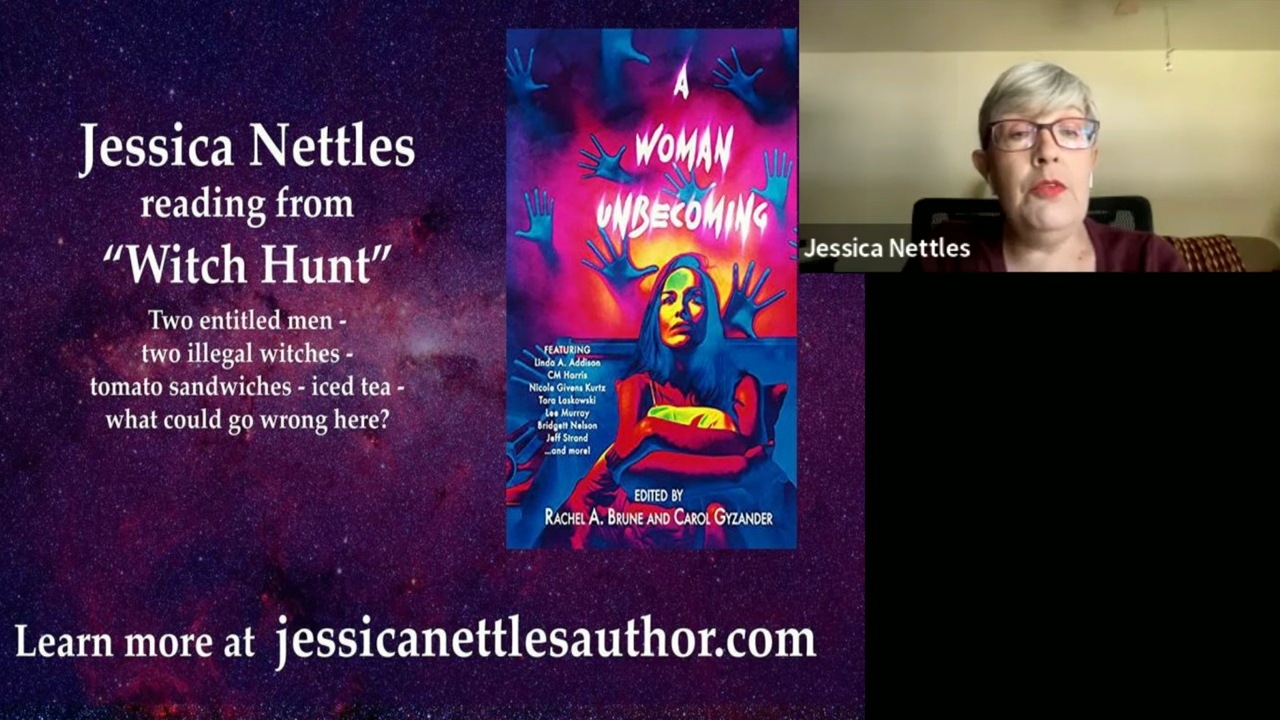 Jessica Nettles
reading from
“Witch Hunt”
Two entitled men -
two illegal witches -
tomato sandwiches - iced tea -
what could go wrong here?
A
WOMAN
UNBECOMING
FEATURING
Linda A. Addison
CM Harris
Nicole Givens Kurtz
Tara Laskowski
Lee Murray
Bridgett Nelson
Jeff Strand
...and more!
EDITED BY
RACHEL A. BRUNE AND CAROL GYZANDER
Jessica Nettles
Learn more at jessicanettlesauthor.com